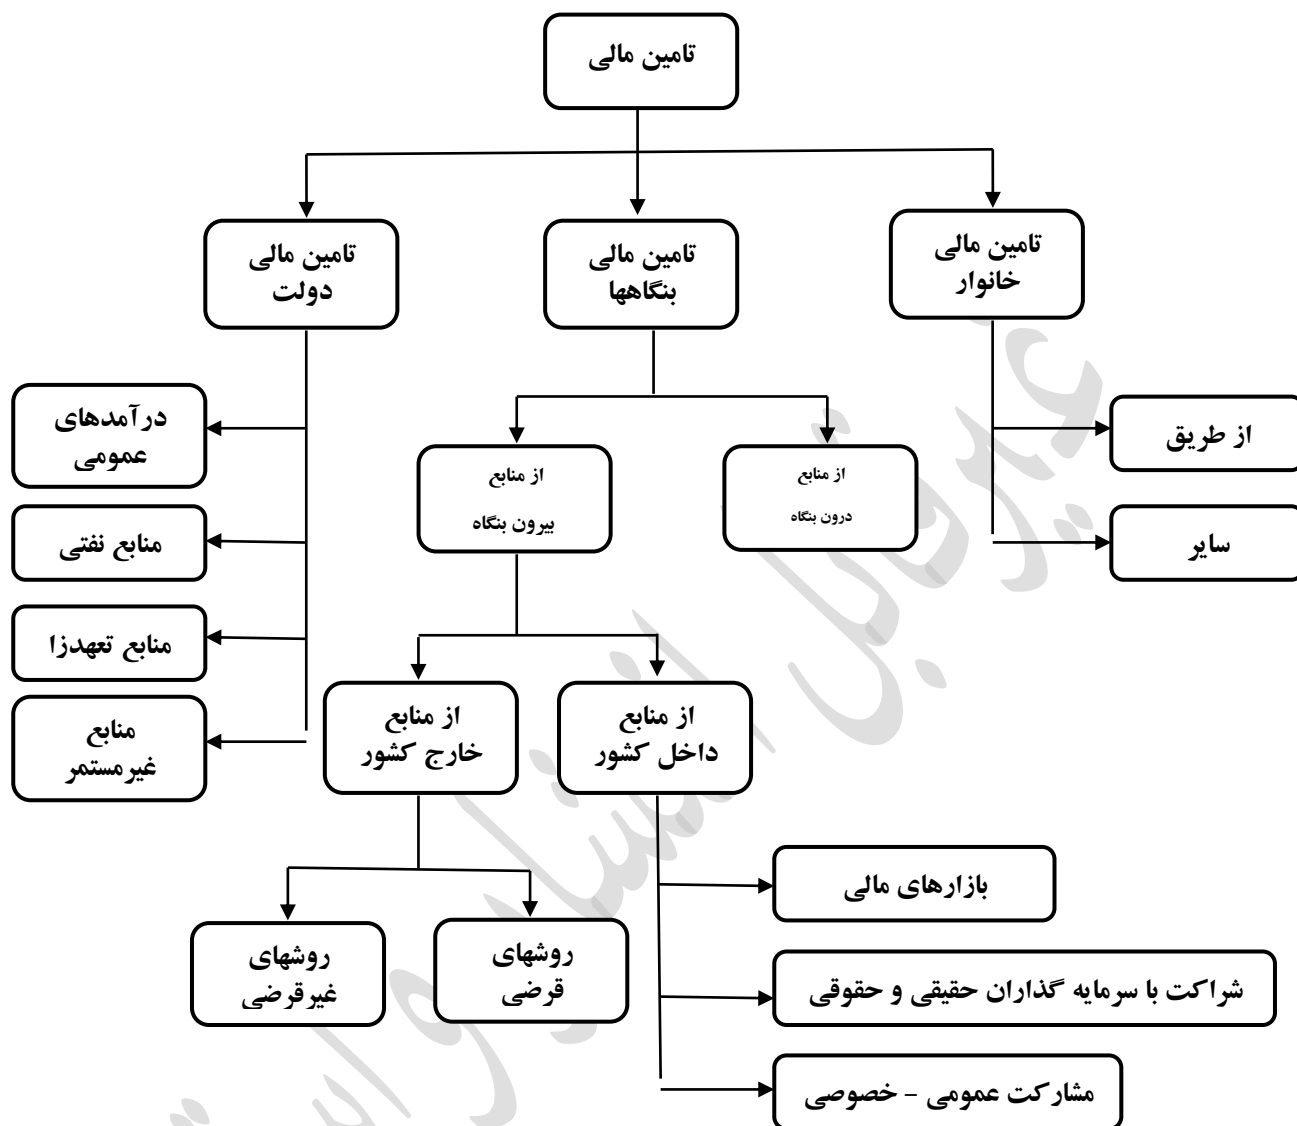 تامین مالی
تامین مالی
خانوار
تامین مالی
بنگاهها
تامین مالی
دولت
از طریق
سایر
از منابع
درون بنگاه
از منابع
بیرون بنگاه
درآمدهای
عمومی
منابع نفتی
منابع تعهدزا
منابع
غیرمستمر
از منابع
داخل کشور
از منابع
خارج کشور
بازارهای مالی
شراکت با سرمایه گذاران حقیقی و حقوقی
مشارکت عمومی - خصوصی
روشهای
قرضی
روشهای
غیرقرضی
غیرقابل انتشار و